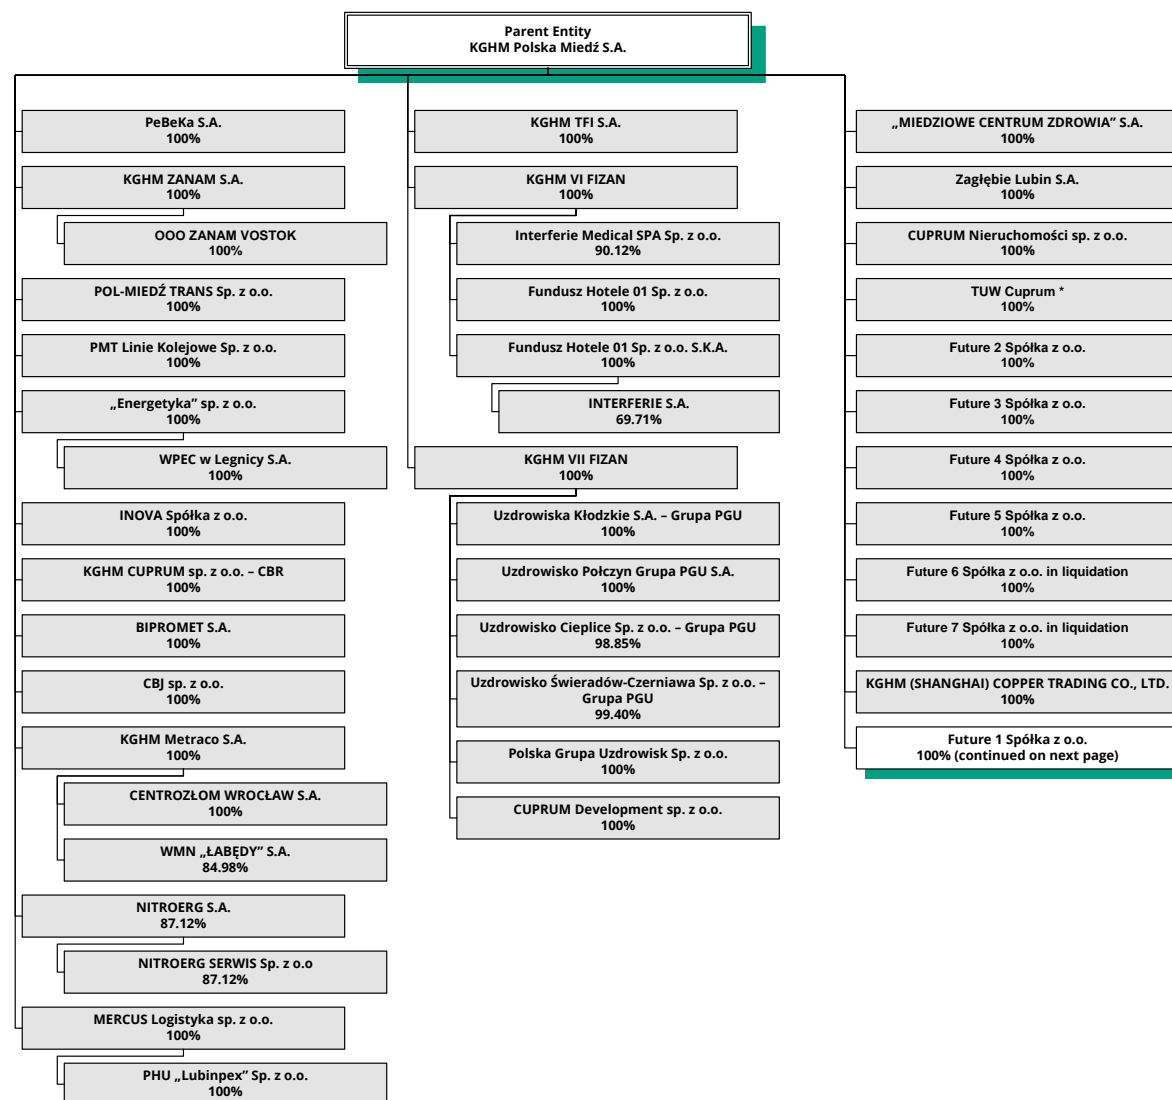 Parent Entity
KGHM Polska Miedź S.A.
PeBeKa S.A.
100%
KGHM ZANAM S.A.
100%
OOO ZANAM VOSTOK
100%
POL-MIEDŹ TRANS Sp. z o.o.
100%
PMT Linie Kolejowe Sp. z o.o.
100%
„Energetyka” sp. z o.o.
100%
WPEC w Legnicy S.A.
100%
INOVA Spółka z o.o.
100%
KGHM CUPRUM sp. z o.o. – CBR
100%
BIPROMET S.A.
100%
CBJ sp. z o.o.
100%
KGHM Metraco S.A.
100%
CENTROZŁOM WROCŁAW S.A.
100%
WMN „ŁABĘDY” S.A.
84.98%
NITROERG S.A.
87.12%
NITROERG SERWIS Sp. z o.o
87.12%
MERCUS Logistyka sp. z o.o.
100%
PHU „Lubinpex” Sp. z o.o.
100%
KGHM TFI S.A.
100%
KGHM VI FIZAN
100%
Interferie Medical SPA Sp. z o.o.
90.12%
Fundusz Hotele 01 Sp. z o.o.
100%
Fundusz Hotele 01 Sp. z o.o. S.K.A.
100%
INTERFERIE S.A.
69.71%
KGHM VII FIZAN
100%
Uzdrowiska Kłodzkie S.A. – Grupa PGU
100%
Uzdrowisko Połczyn Grupa PGU S.A.
100%
Uzdrowisko Cieplice Sp. z o.o. – Grupa PGU
98.85%
Uzdrowisko Świeradów-Czerniawa Sp. z o.o. –
Grupa PGU
99.40%
Polska Grupa Uzdrowisk Sp. z o.o.
100%
CUPRUM Development sp. z o.o.
100%
„MIEDZIOWE CENTRUM ZDROWIA” S.A.
100%
Zagłębie Lubin S.A.
100%
CUPRUM Nieruchomości sp. z o.o.
100%
TUW Cuprum *
100%
Future 2 Spółka z o.o.
100%
Future 3 Spółka z o.o.
100%
Future 4 Spółka z o.o.
100%
Future 5 Spółka z o.o.
100%
Future 6 Spółka z o.o. in liquidation
100%
Future 7 Spółka z o.o. in liquidation
100%
KGHM (SHANGHAI) COPPER TRADING CO., LTD.
100%
Future 1 Spółka z o.o.
100% (continued on next page)